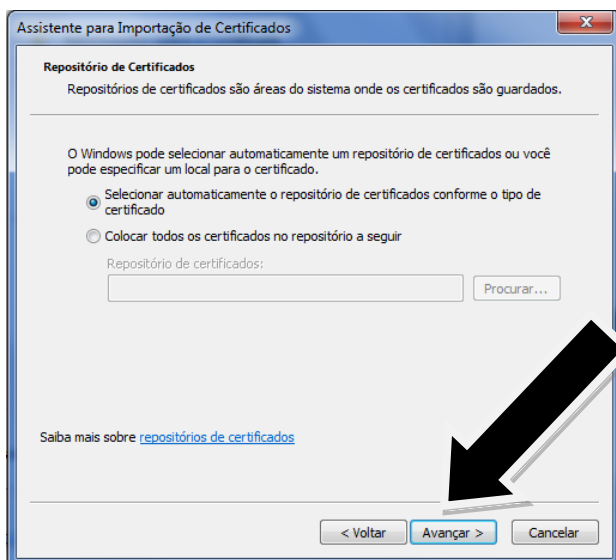 Assistente para Importação de Certificados
Repositório de Certificados
Repositórios de certificados são áreas do sistema onde os certificados são guardados.
O Windows pode selecionar automaticamente um repositório de certificados ou você
pode especificar um local para o certificado.
Selecionar automaticamente o repositório de certificados conforme o tipo de
certificado
Colocar todos os certificados no repositório a seguir
Repositório de certificados:
Procurar...
Saiba mais sobre repositórios de certificados
< Voltar Avançar > Cancelar